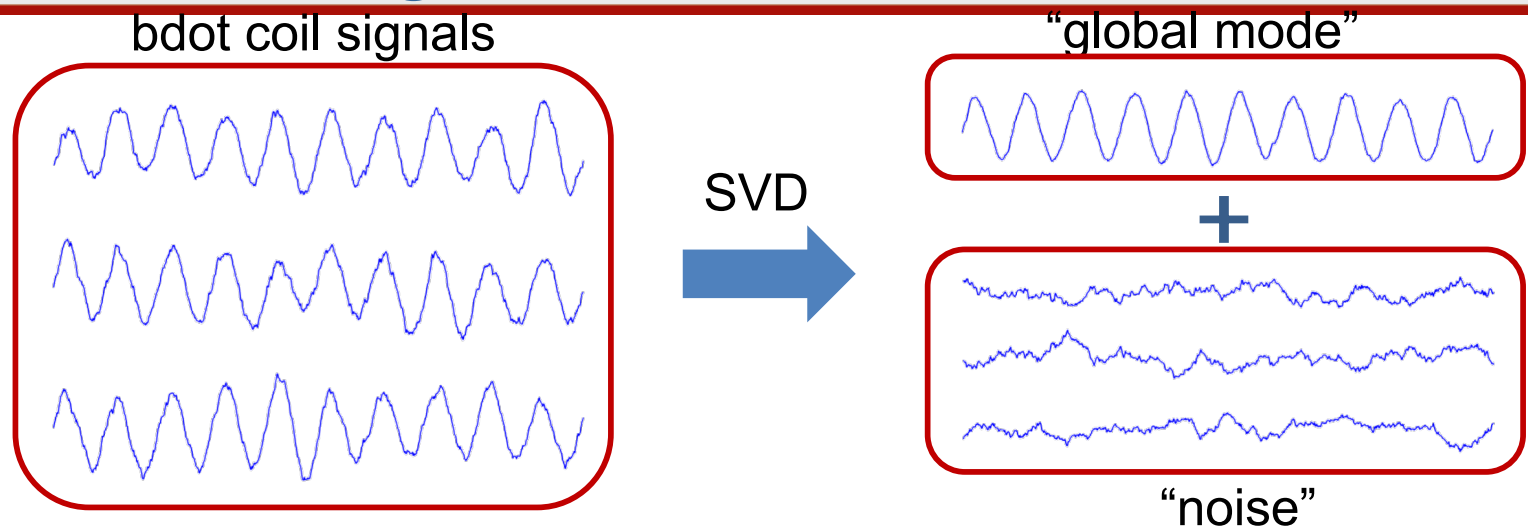 bdot coil signals
“global mode”
SVD
+
“noise”